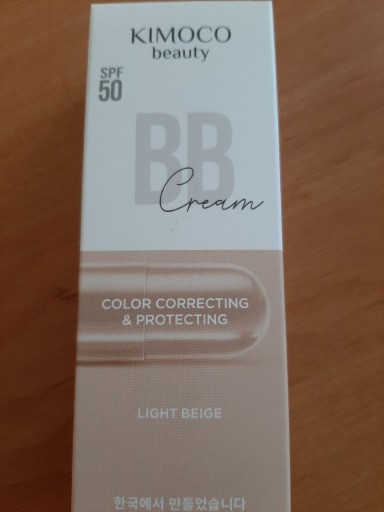 KIMOCO
beauty
SPF
50
BB
Cream
COLOR CORRECTING
& PROTECTING
LIGHT BEIGE
한국에서 만들었습니다